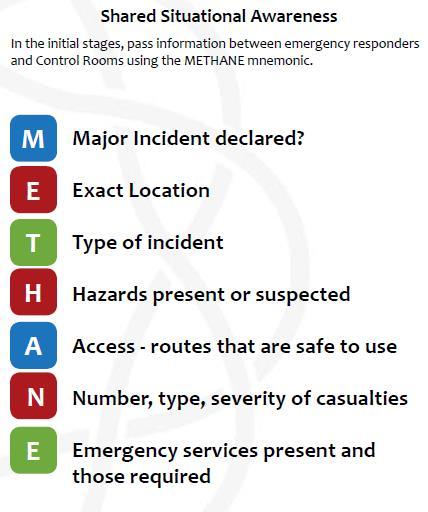 Shared Situational Awareness
In the initial stages, pass information between emergency responders
and Control Rooms using the METHANE mnemonic.
M Major Incident declared?
E Exact Location
T Type of incident
H Hazards present or suspected
A Access - routes that are safe to use
N Number, type, severity of casualties
E Emergency services present and
those required